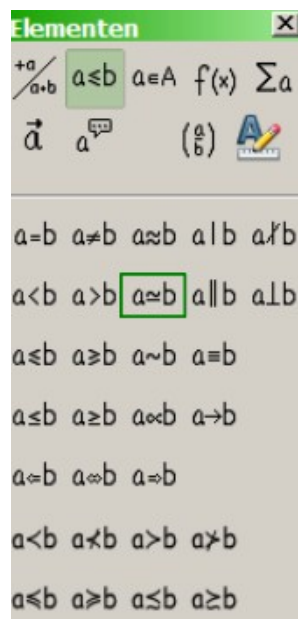 Elementen
+a/a+b a≤b a∈A f(x) Σa
a⃗ a (a b)
a=b a≠b a≈b a|b a∤b
a<b a>b a≃b a∥b a⊥b
a⩽b a⩾b a~b a≡b
a≤b a≥b a∝b a→b
a⇐b a⇔b a⇒b
a≺b a⊀b a≻b a⊁b
a≼b a≽b a≾b a≿b